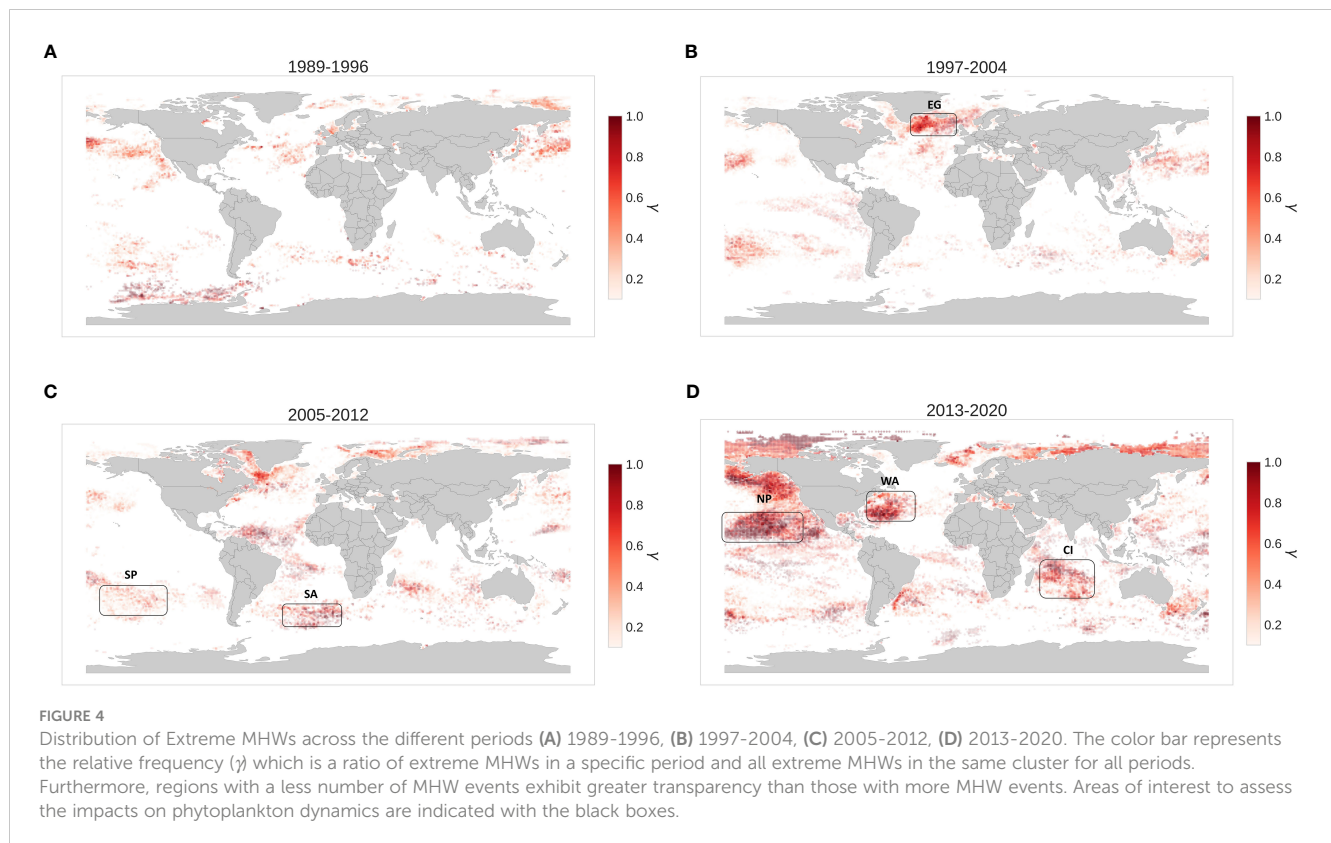 A
1989-1996
1.0
0.8
0.6
0.4
0.2
γ
B
1997-2004
EG
1.0
0.8
0.6
0.4
0.2
γ
C
2005-2012
SP
SA
1.0
0.8
0.6
0.4
0.2
γ
D
2013-2020
NP
WA
CI
1.0
0.8
0.6
0.4
0.2
γ
FIGURE 4
Distribution of Extreme MHWs across the different periods (A) 1989-1996, (B) 1997-2004, (C) 2005-2012, (D) 2013-2020. The color bar represents
the relative frequency (γ) which is a ratio of extreme MHWs in a specific period and all extreme MHWs in the same cluster for all periods.
Furthermore, regions with a less number of MHW events exhibit greater transparency than those with more MHW events. Areas of interest to assess
the impacts on phytoplankton dynamics are indicated with the black boxes.